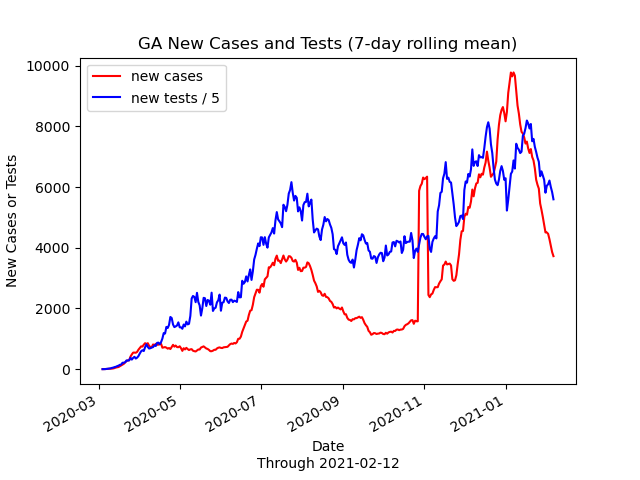 GA New Cases and Tests (7-day rolling mean)
new cases
new tests / 5
New Cases or Tests
10000
8000
6000
4000
2000
0
2020-03
2020-05
2020-07
2020-09
2020-11
2021-01
Date
Through 2021-02-12